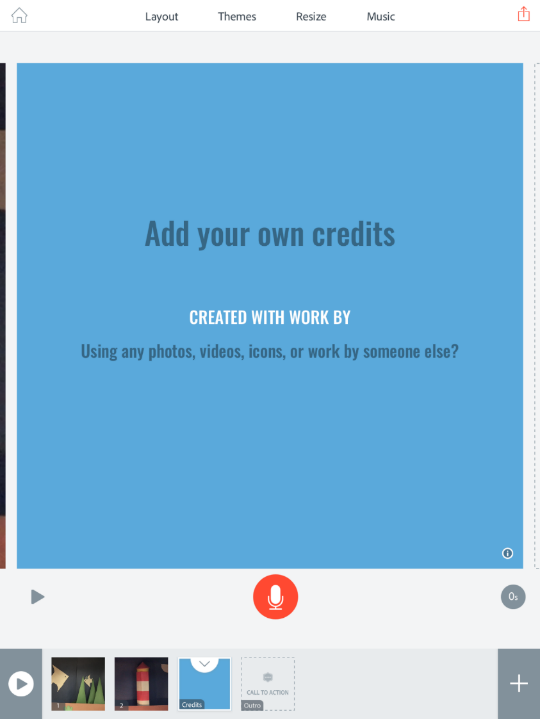 Layout Themes Resize Music
Add your own credits
CREATED WITH WORK BY
Using any photos, videos, icons, or work by someone else?
0s
1
2
Credits
CALL TO ACTION
Outro